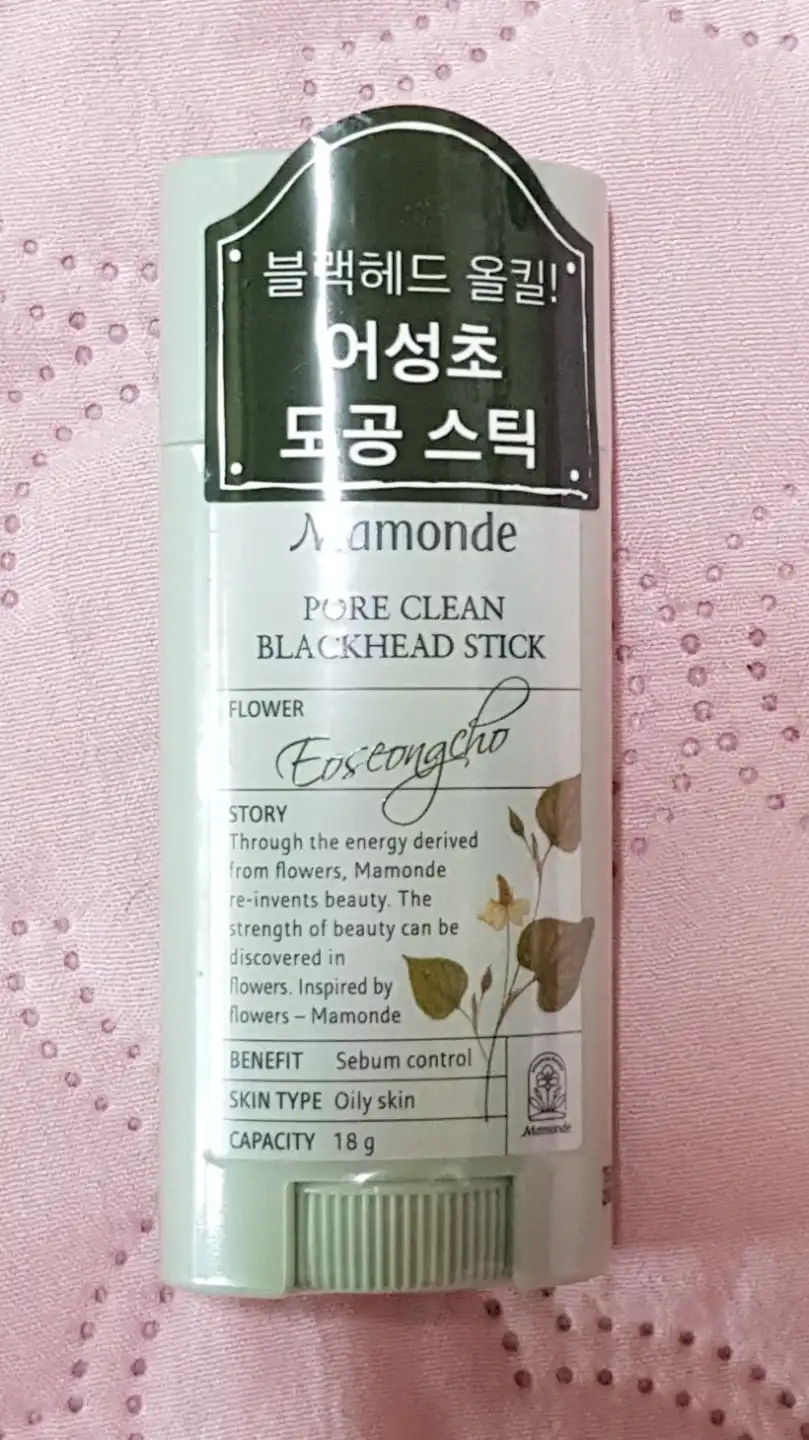 블랙헤드 올킬!
어성초
모공 스틱
Mamonde
PORE CLEAN
BLACKHEAD STICK
FLOWER
Eoseongcho
STORY
Through the energy derived
from flowers, Mamonde
re-invents beauty. The
strength of beauty can be
discovered in
flowers. Inspired by
flowers – Mamonde
BENEFIT Sebum control
SKIN TYPE Oily skin
CAPACITY 18 g
Mamonde